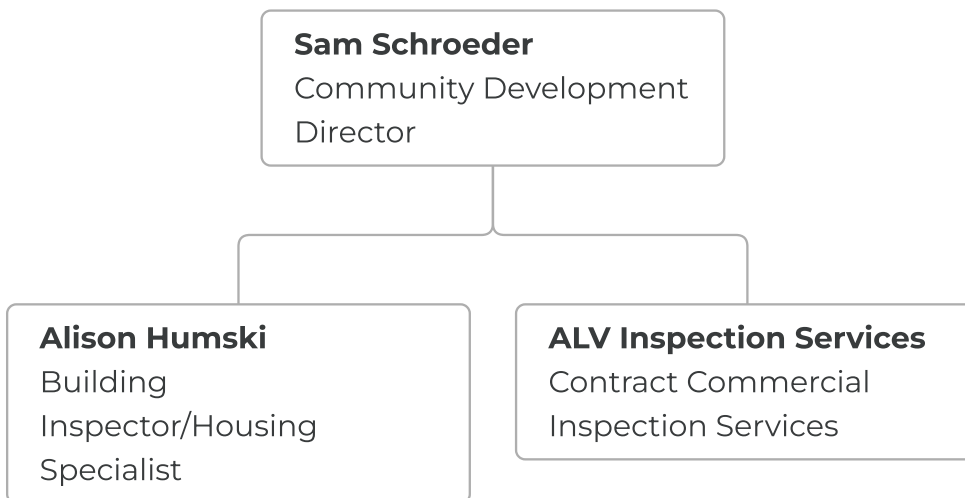 Sam Schroeder
Community Development
Director
Alison Humski
Building
Inspector/Housing
Specialist
ALV Inspection Services
Contract Commercial
Inspection Services